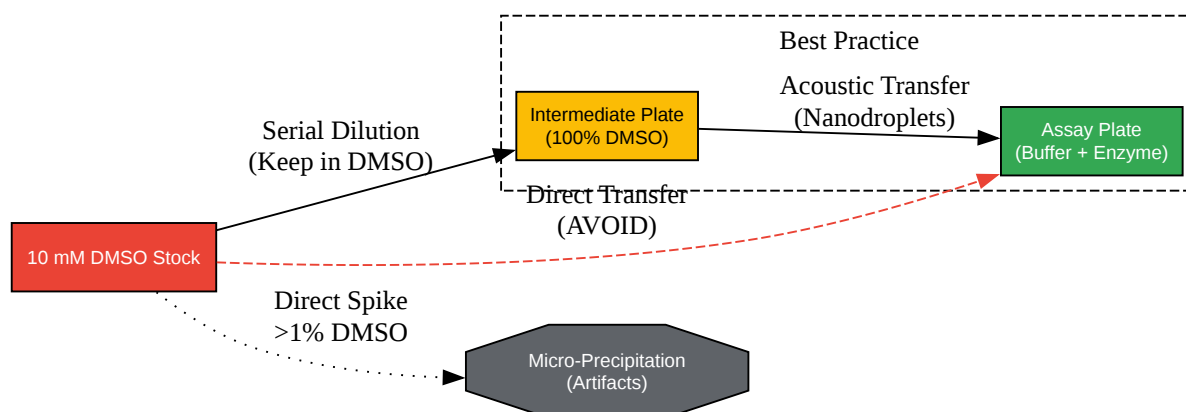 Best Practice
Acoustic Transfer
(Nanodroplets)
Intermediate Plate
(100% DMSO)
Assay Plate
(Buffer + Enzyme)
Serial Dilution
(Keep in DMSO)
Direct Transfer
(AVOID)
10 mM DMSO Stock
Direct Spike
>1% DMSO
Micro-Precipitation
(Artifacts)